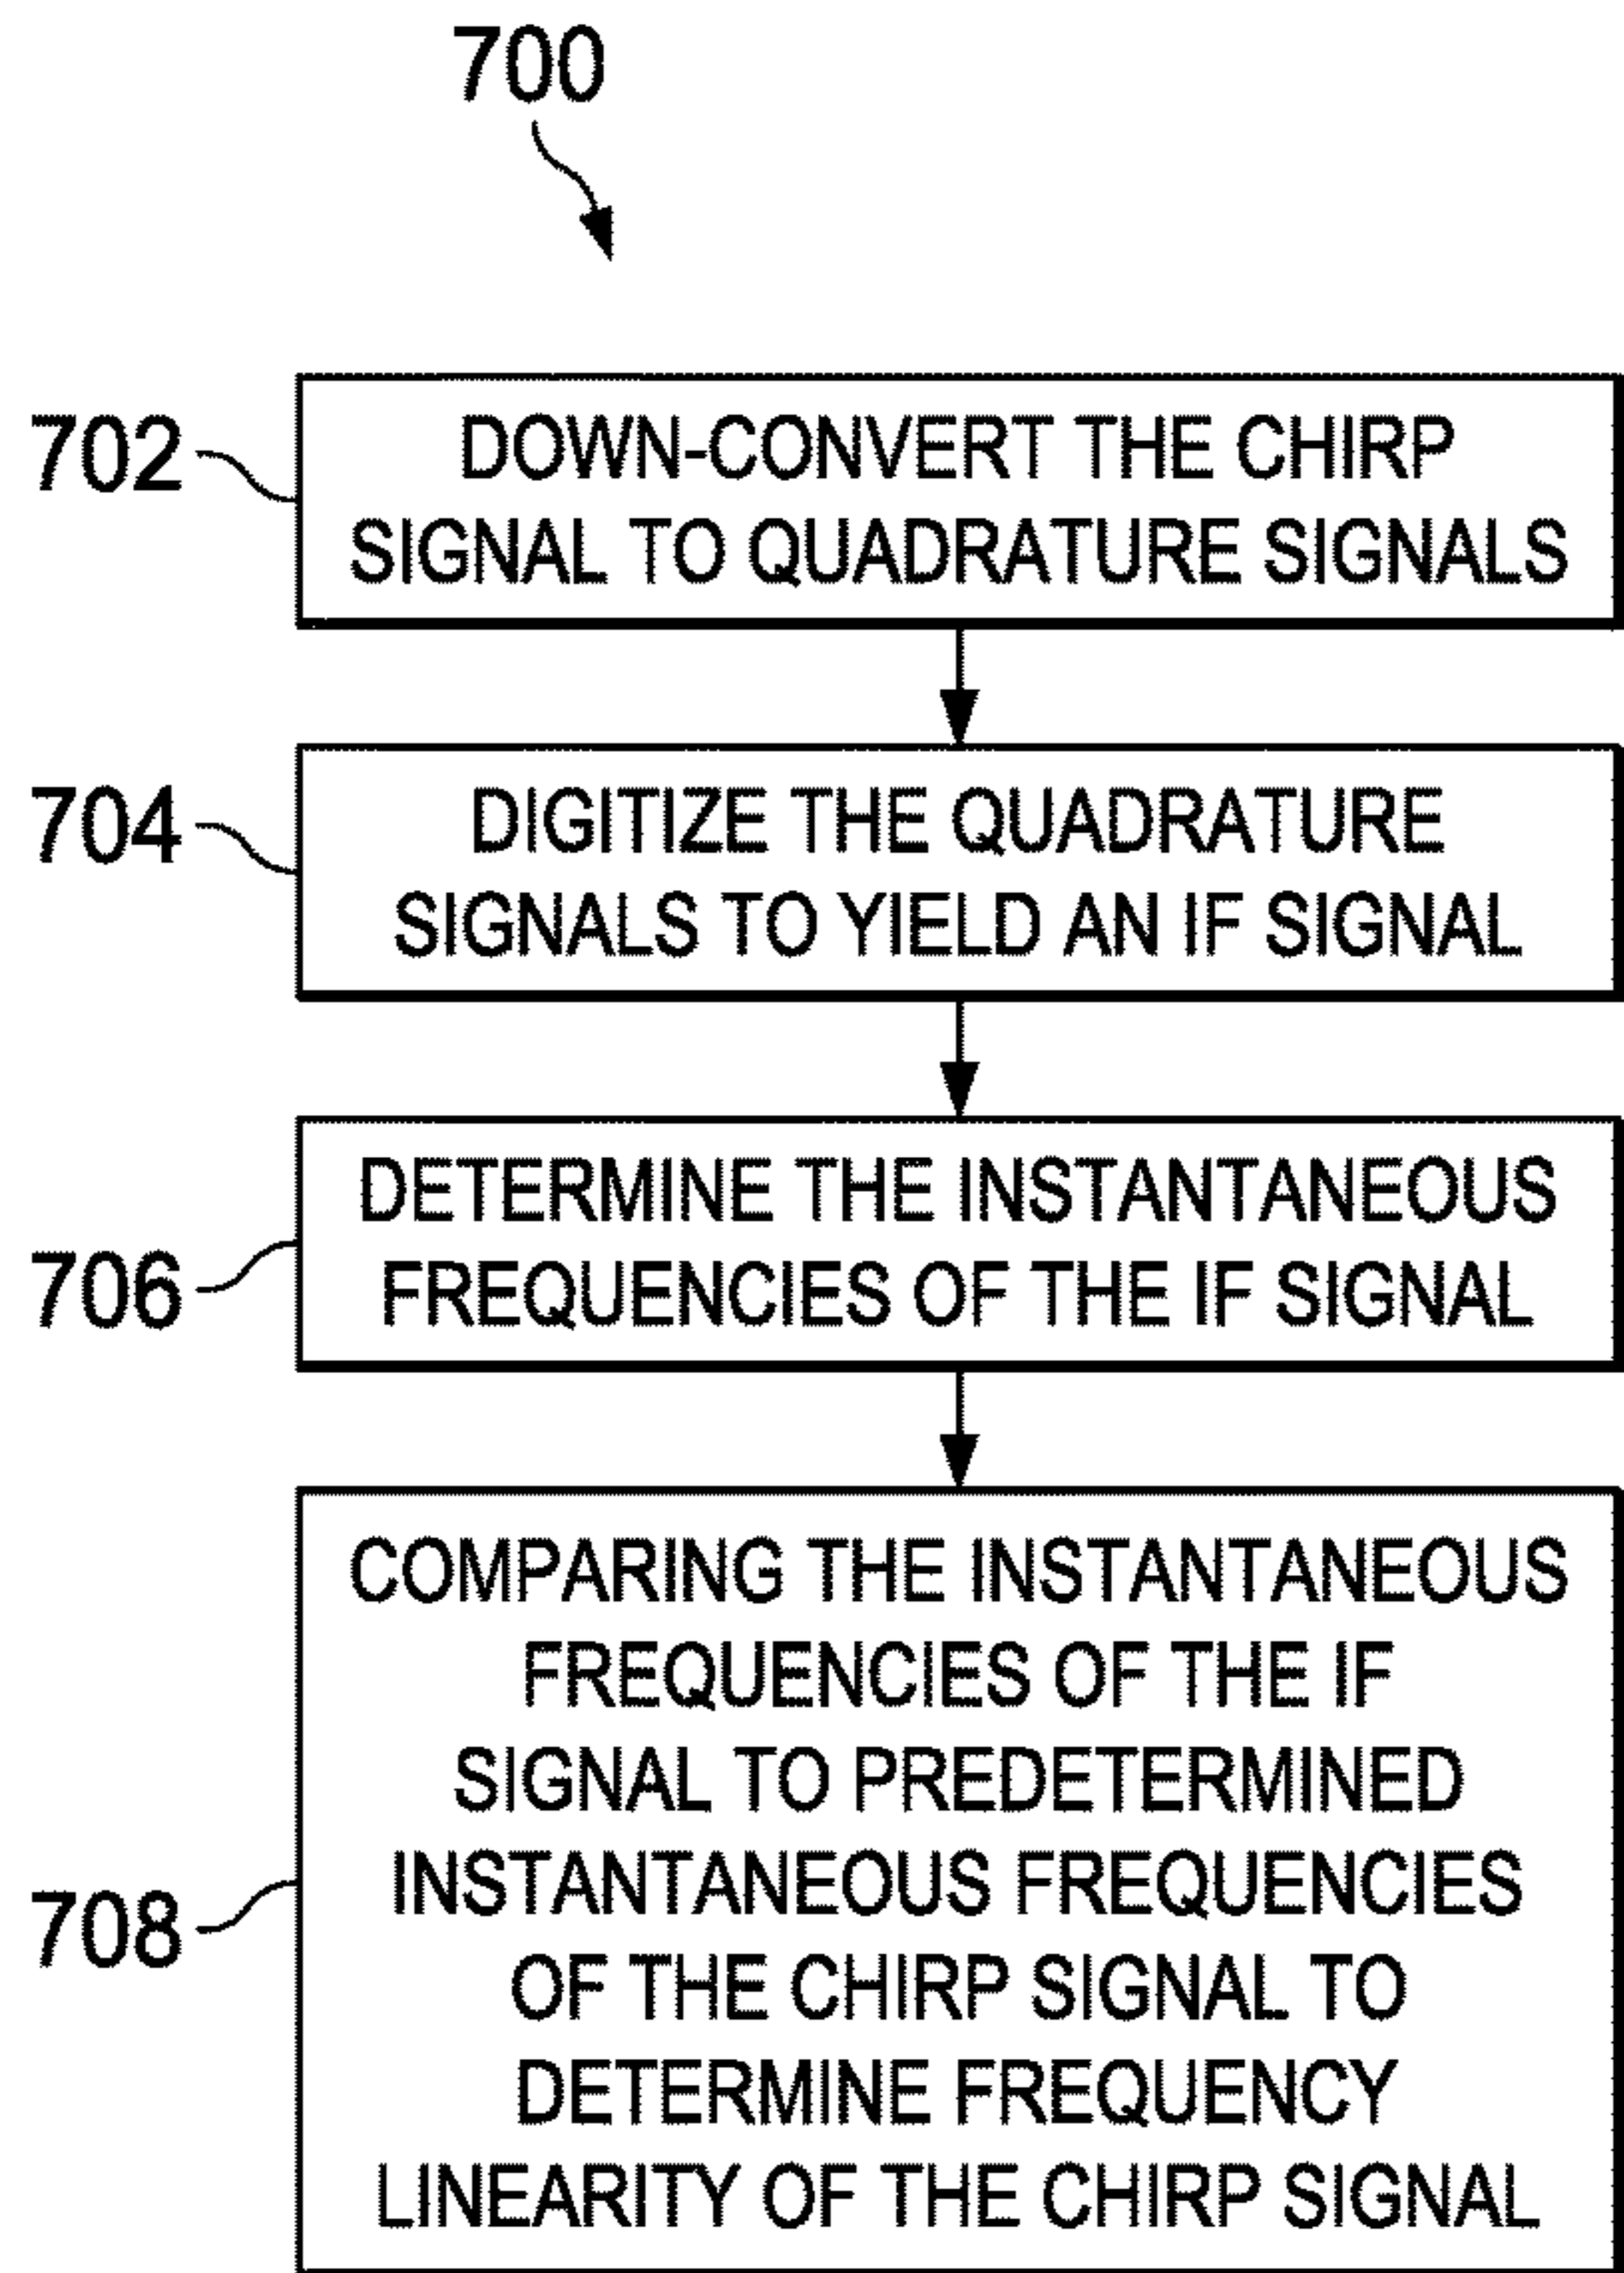 700
702
DOWN-CONVERT THE CHIRP
SIGNAL TO QUADRATURE SIGNALS
704
DIGITIZE THE QUADRATURE
SIGNALS TO YIELD AN IF SIGNAL
706
DETERMINE THE INSTANTANEOUS
FREQUENCIES OF THE IF SIGNAL
708
COMPARING THE INSTANTANEOUS
FREQUENCIES OF THE IF
SIGNAL TO PREDETERMINED
INSTANTANEOUS FREQUENCIES
OF THE CHIRP SIGNAL TO
DETERMINE FREQUENCY
LINEARITY OF THE CHIRP SIGNAL